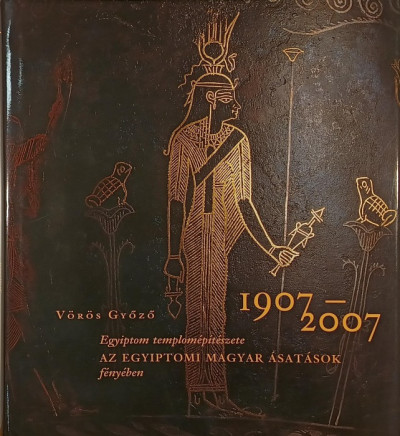 VÖRÖS GYŐZŐ
1907–
2007
Egyiptom templomépítészete
AZ EGYIPTOMI MAGYAR ÁSATÁSOK
fényében